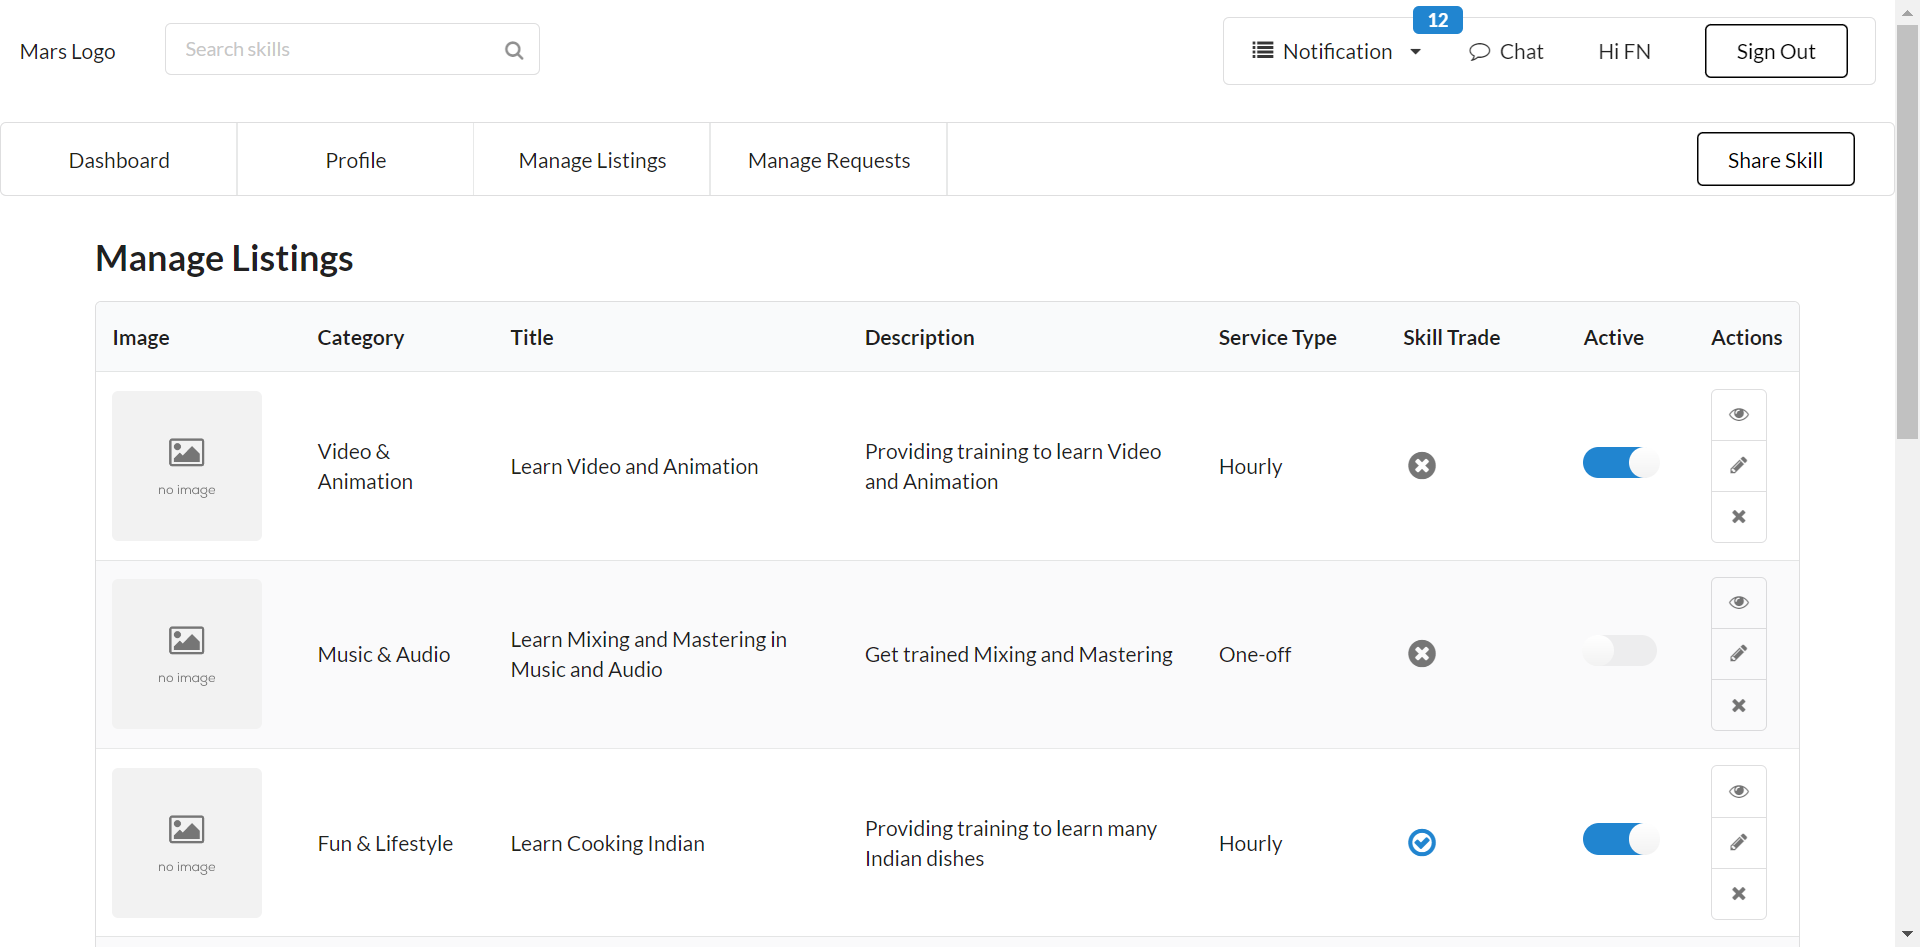 Mars Logo
Search skills
Notification
12
Chat
Hi FN
Sign Out
Dashboard
Profile
Manage Listings
Manage Requests
Share Skill
Manage Listings
Image
Category
Title
Description
Service Type
Skill Trade
Active
Actions
no image
Video &
Animation
Learn Video and Animation
Providing training to learn Video
and Animation
Hourly
no image
Music & Audio
Learn Mixing and Mastering in
Music and Audio
Get trained Mixing and Mastering
One-off
no image
Fun & Lifestyle
Learn Cooking Indian
Providing training to learn many
Indian dishes
Hourly